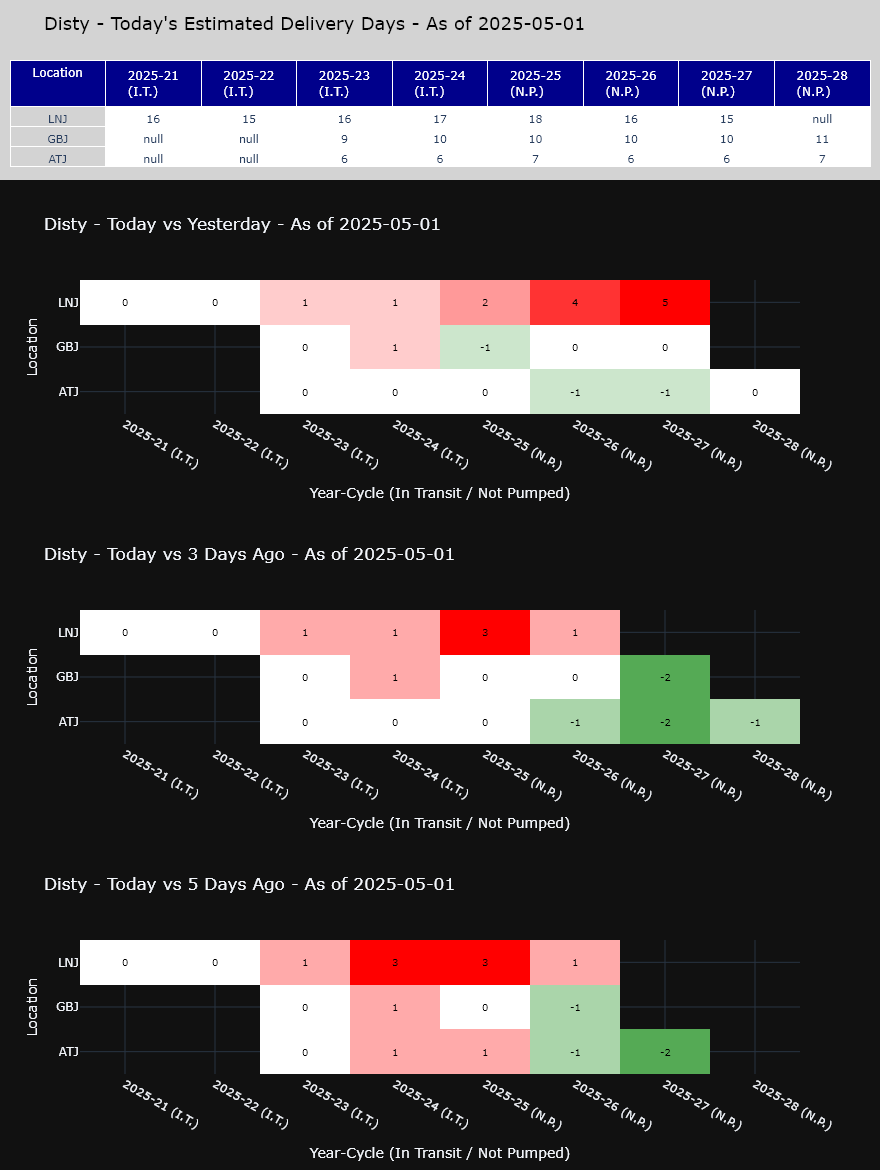 Disty - Today's Estimated Delivery Days - As of 2025-05-01
Location 2025-21 (I.T.) 2025-22 (I.T.) 2025-23 (I.T.) 2025-24 (I.T.) 2025-25 (N.P.) 2025-26 (N.P.) 2025-27 (N.P.) 2025-28 (N.P.)
LNJ 16 15 16 17 18 16 15 null
GBJ null null 9 10 10 10 10 11
ATJ null null 6 6 7 6 6 7
Disty - Today vs Yesterday - As of 2025-05-01
Location
LNJ 0 0 1 1 2 4 5
GBJ 0 1 -1 0 0
ATJ 0 0 0 -1 -1 0
2025-21 (I.T.) 2025-22 (I.T.) 2025-23 (I.T.) 2025-24 (I.T.) 2025-25 (N.P.) 2025-26 (N.P.) 2025-27 (N.P.) 2025-28 (N.P.)
Year-Cycle (In Transit / Not Pumped)
Disty - Today vs 3 Days Ago - As of 2025-05-01
Location
LNJ 0 0 1 1 3 1
GBJ 0 1 0 0 -2
ATJ 0 0 0 -1 -2 -1
2025-21 (I.T.) 2025-22 (I.T.) 2025-23 (I.T.) 2025-24 (I.T.) 2025-25 (N.P.) 2025-26 (N.P.) 2025-27 (N.P.) 2025-28 (N.P.)
Year-Cycle (In Transit / Not Pumped)
Disty - Today vs 5 Days Ago - As of 2025-05-01
Location
LNJ 0 0 1 3 3 1
GBJ 0 1 0 -1
ATJ 0 1 1 -1 -2
2025-21 (I.T.) 2025-22 (I.T.) 2025-23 (I.T.) 2025-24 (I.T.) 2025-25 (N.P.) 2025-26 (N.P.) 2025-27 (N.P.) 2025-28 (N.P.)
Year-Cycle (In Transit / Not Pumped)